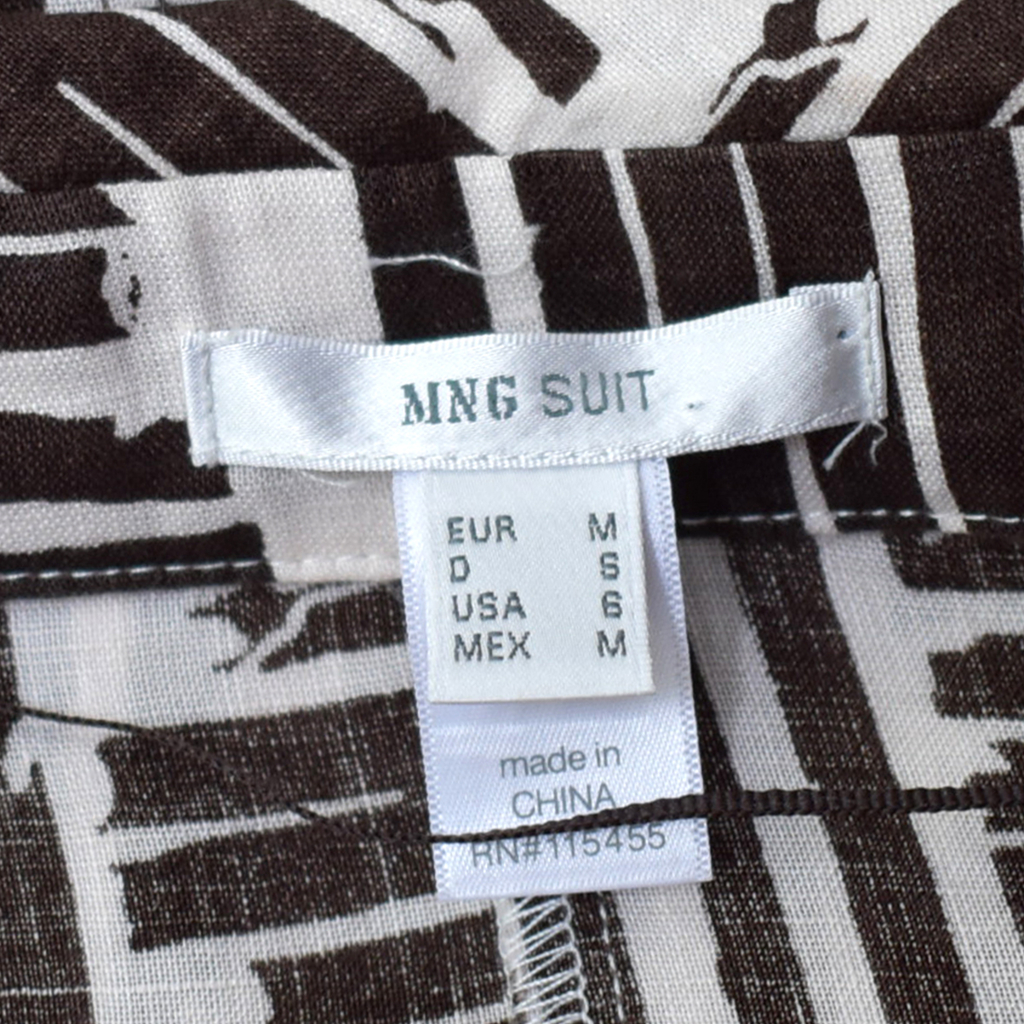 MNG SUIT
EUR M
D S
USA 6
MEX M
made in
CHINA
RN#115455